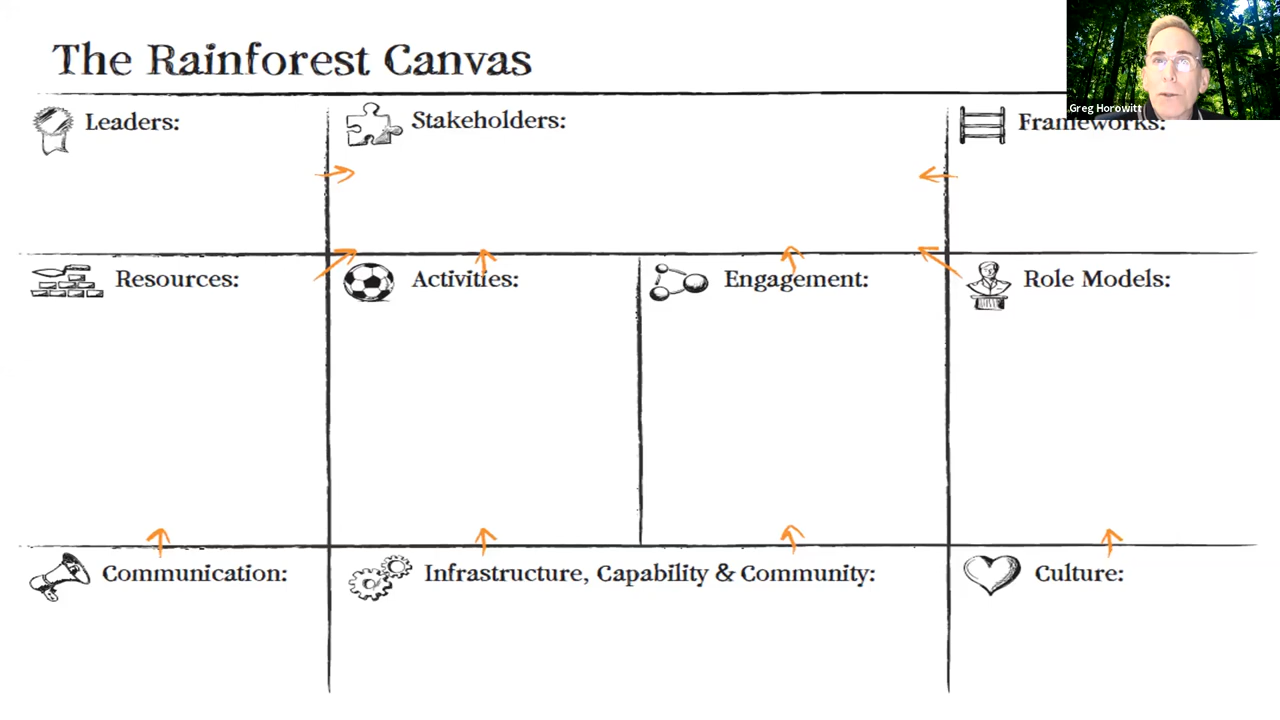 The Rainforest Canvas
Greg Horowitt
Leaders:
Stakeholders:
Frameworks:
Resources:
Activities:
Engagement:
Role Models:
Communication:
Infrastructure, Capability & Community:
Culture: